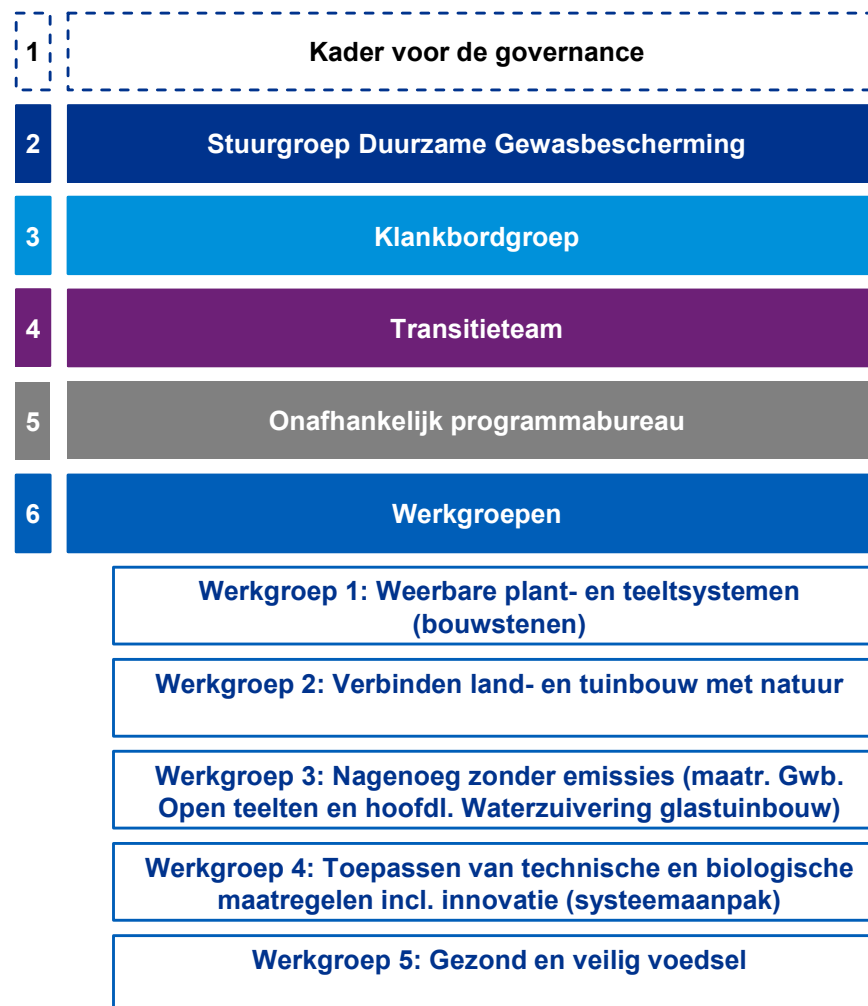 1
Kader voor de governance
2
Stuurgroep Duurzame Gewasbescherming
3
Klankbordgroep
4
Transitieteam
5
Onafhankelijk programmabureau
6
Werkgroepen
Werkgroep 1: Weerbare plant- en teeltsystemen
(bouwstenen)
Werkgroep 2: Verbinden land- en tuinbouw met natuur
Werkgroep 3: Nagenoeg zonder emissies (maatr. Gwb.
Open teelten en hoofdl. Waterzuivering glastuinbouw)
Werkgroep 4: Toepassen van technische en biologische
maatregelen incl. innovatie (systeemaanpak)
Werkgroep 5: Gezond en veilig voedsel